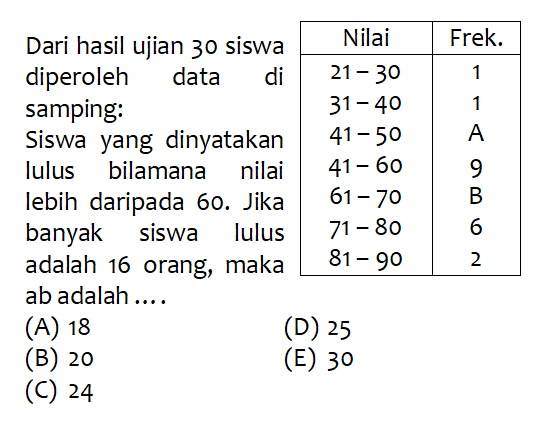 Dari hasil ujian 30 siswa
diperoleh data di
samping:
Siswa yang dinyatakan
lulus bilamana nilai
lebih daripada 60. Jika
banyak siswa lulus
adalah 16 orang, maka
ab adalah ....
Nilai Frek.
21 – 30 1
31 – 40 1
41 – 50 A
41 – 60 9
61 – 70 B
71 – 80 6
81 – 90 2
(A) 18 (D) 25
(B) 20 (E) 30
(C) 24